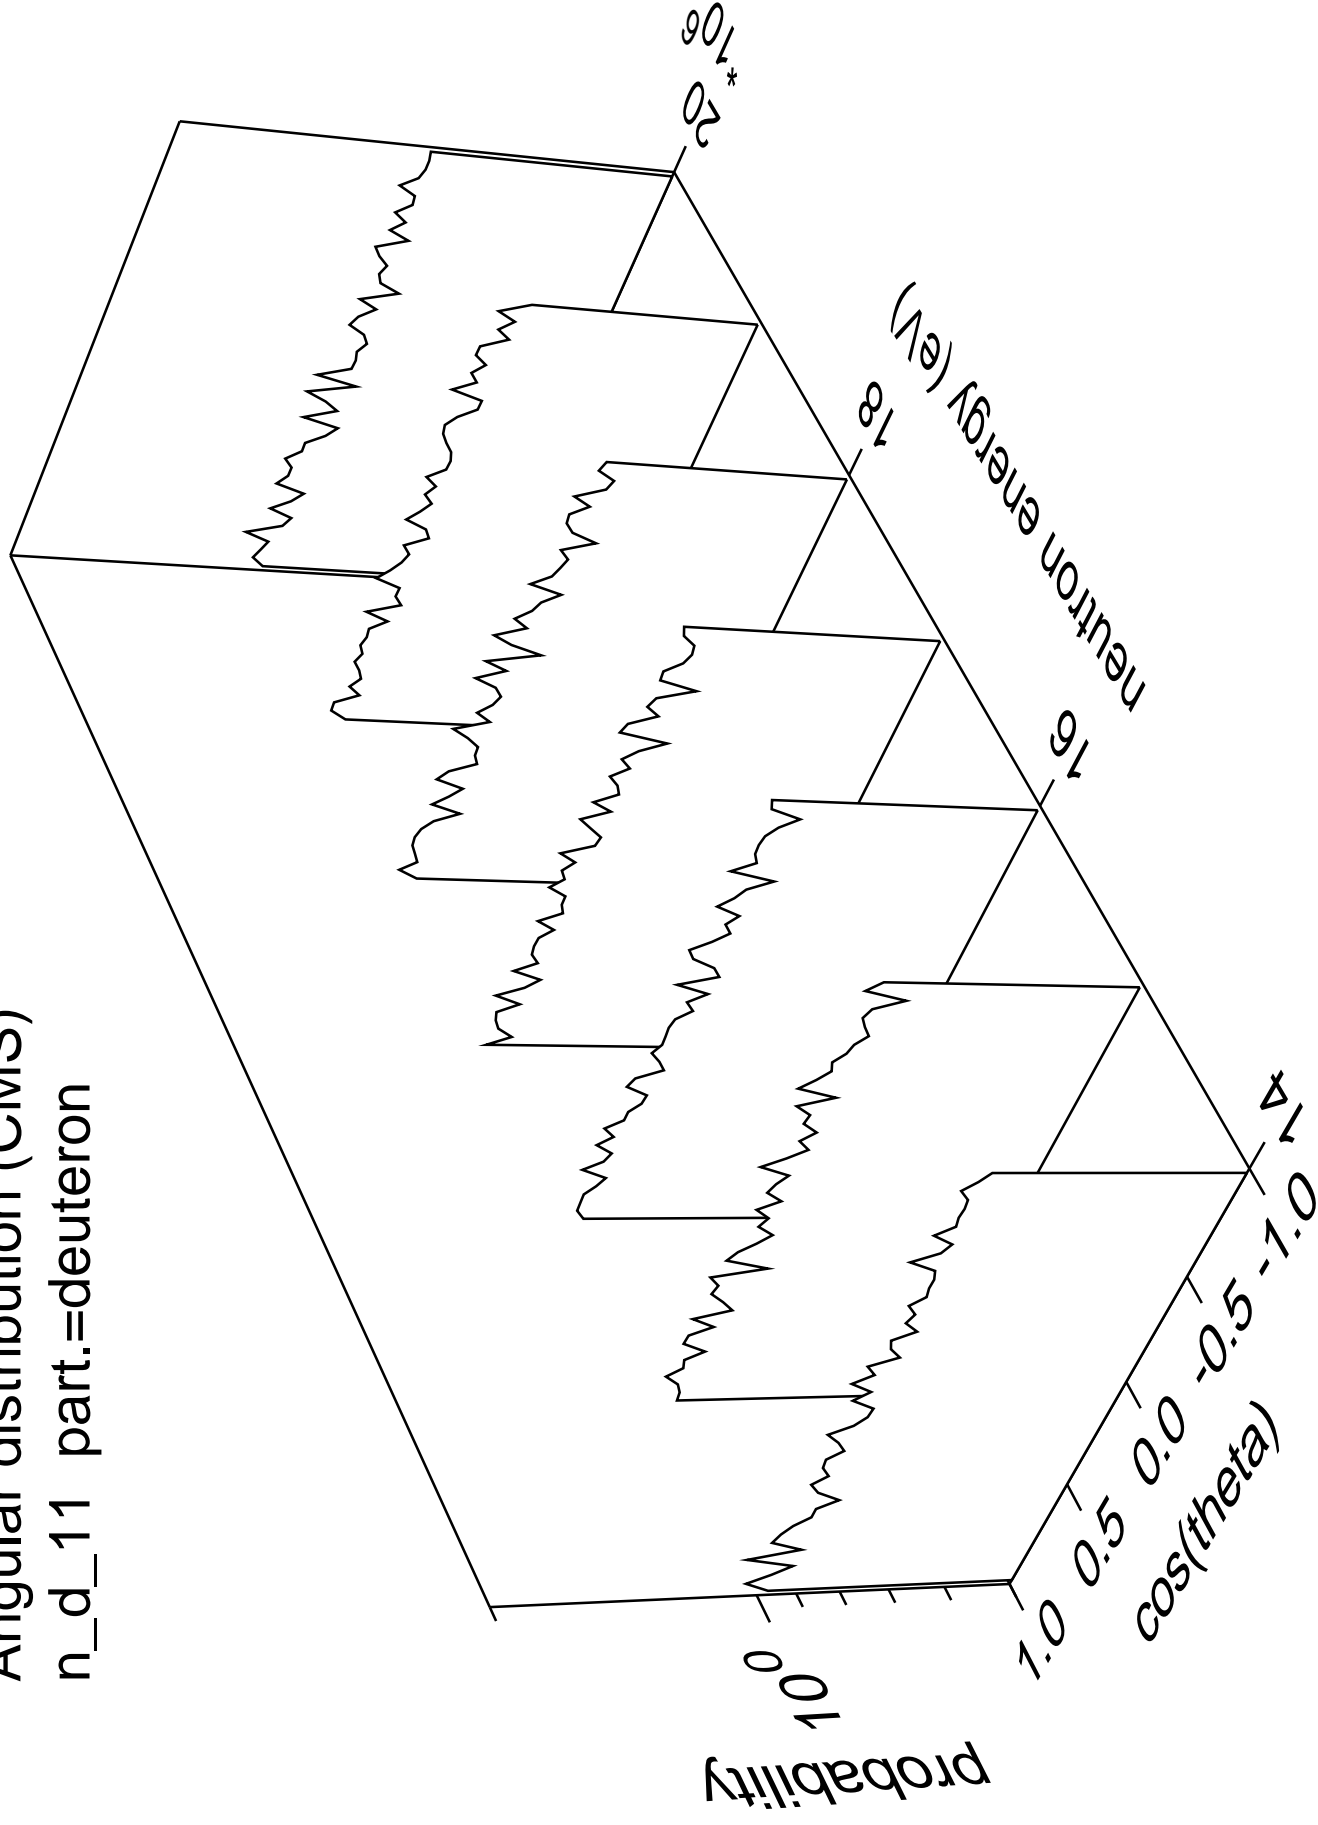 Angular distribution (CMS)
n_d_11 part.=deuteron
probability
10^0
1.0 0.5 0.0 -0.5 -1.0
cos(theta)
14 16 18 20 *10^6
neutron energy (eV)